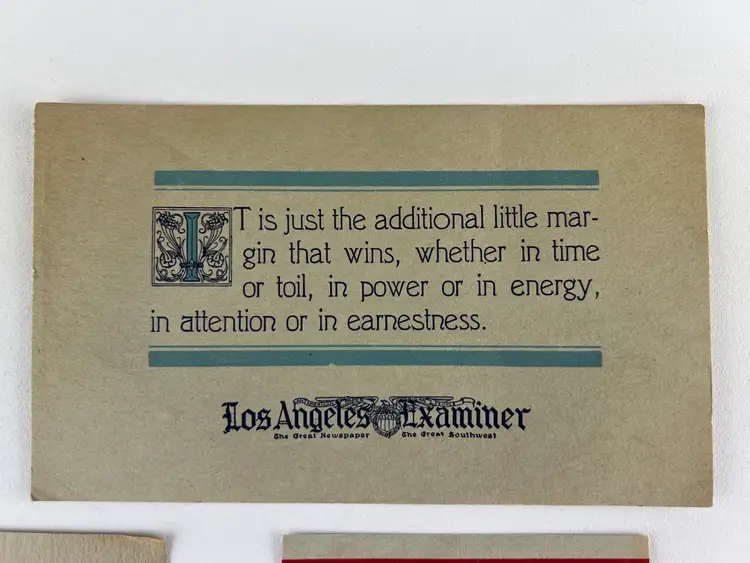 IT is just the additional little mar-
gin that wins, whether in time
or toil, in power or in energy,
in attention or in earnestness.
Los Angeles Examiner
The Great Newspaper The Great Southwest